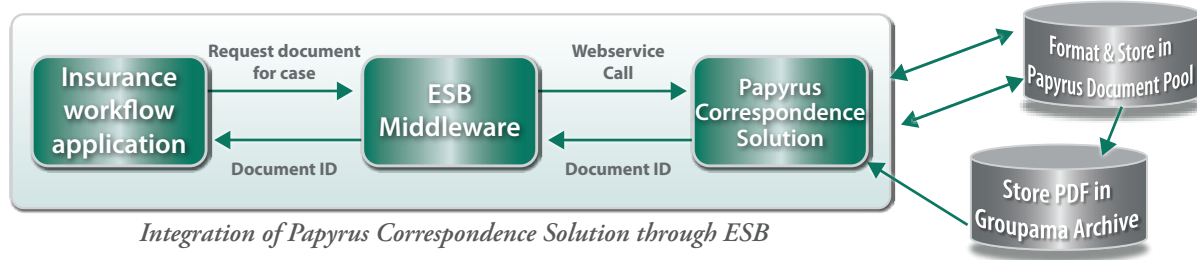 Insurance
workflow
application
Request document
for case
Document ID
ESB
Middleware
Webservice
Call
Document ID
Papyrus
Correspondence
Solution
Format & Store in
Papyrus Document Pool
Store PDF in
Groupama Archive
Integration of Papyrus Correspondence Solution through ESB